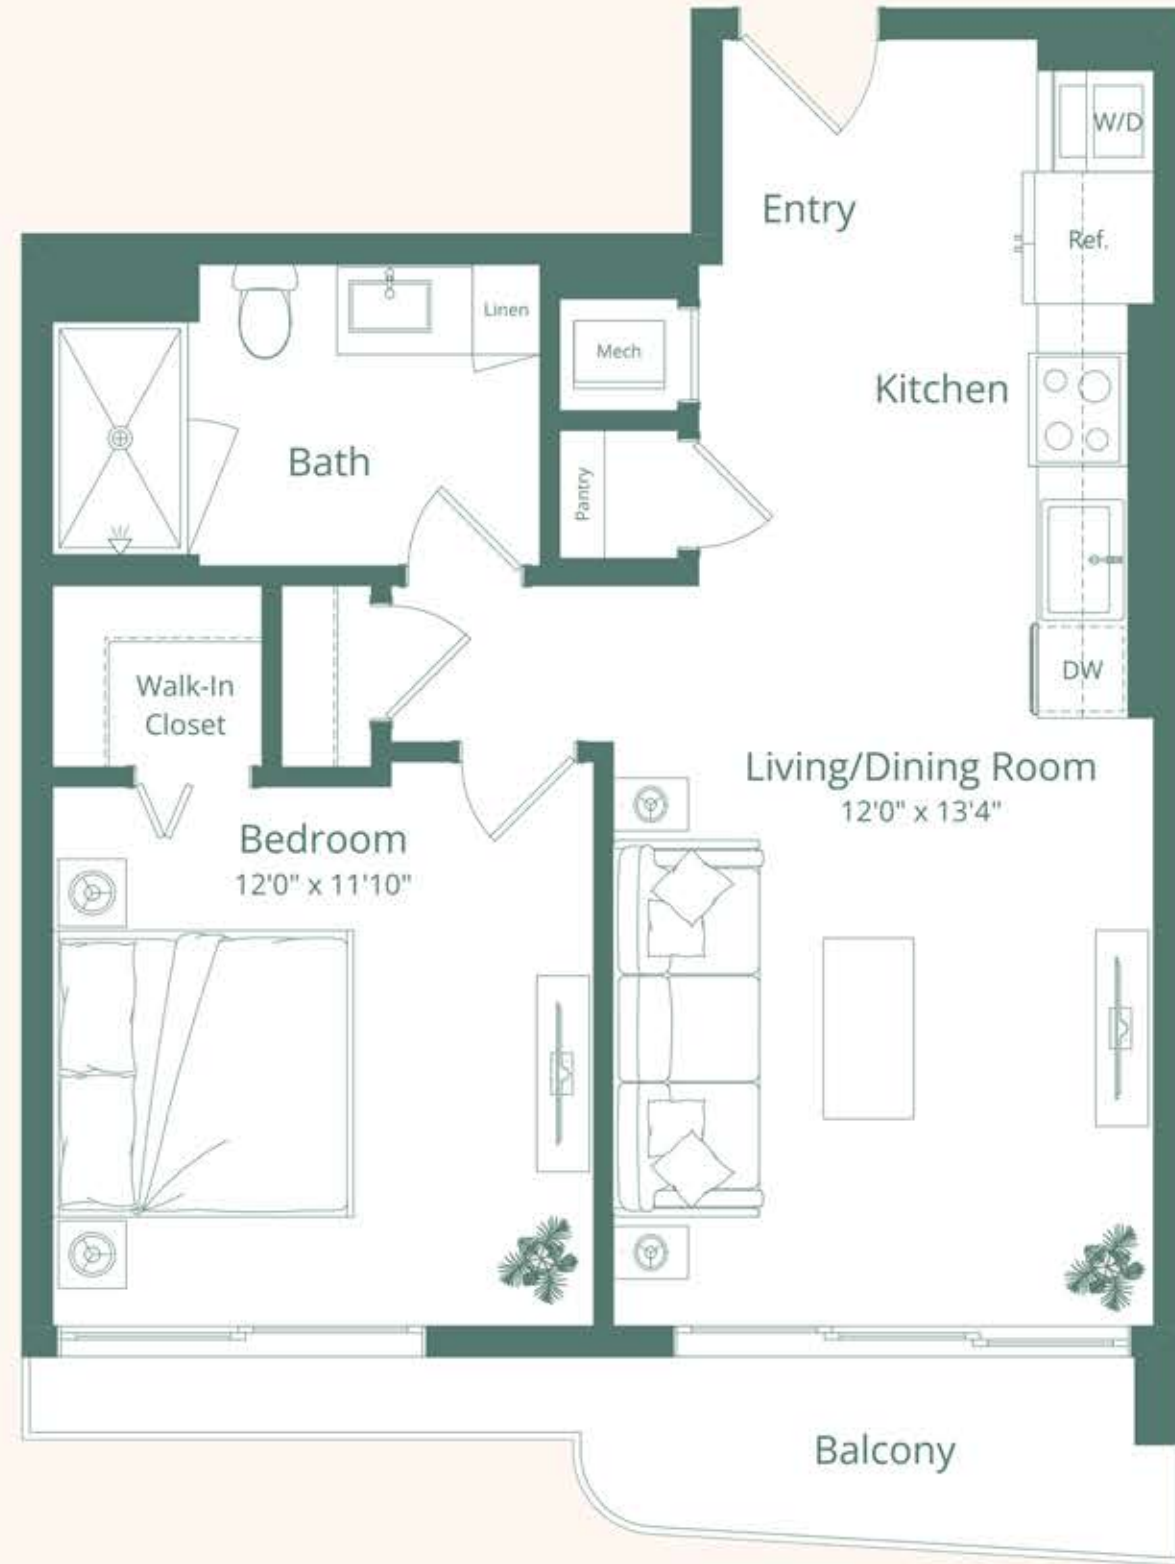 W/D
Entry
Ref.
Linen
Mech
Kitchen
Bath
Pantry
DW
Walk-In
Closet
Living/Dining Room
12'0" x 13'4"
Bedroom
12'0" x 11'10"
Balcony